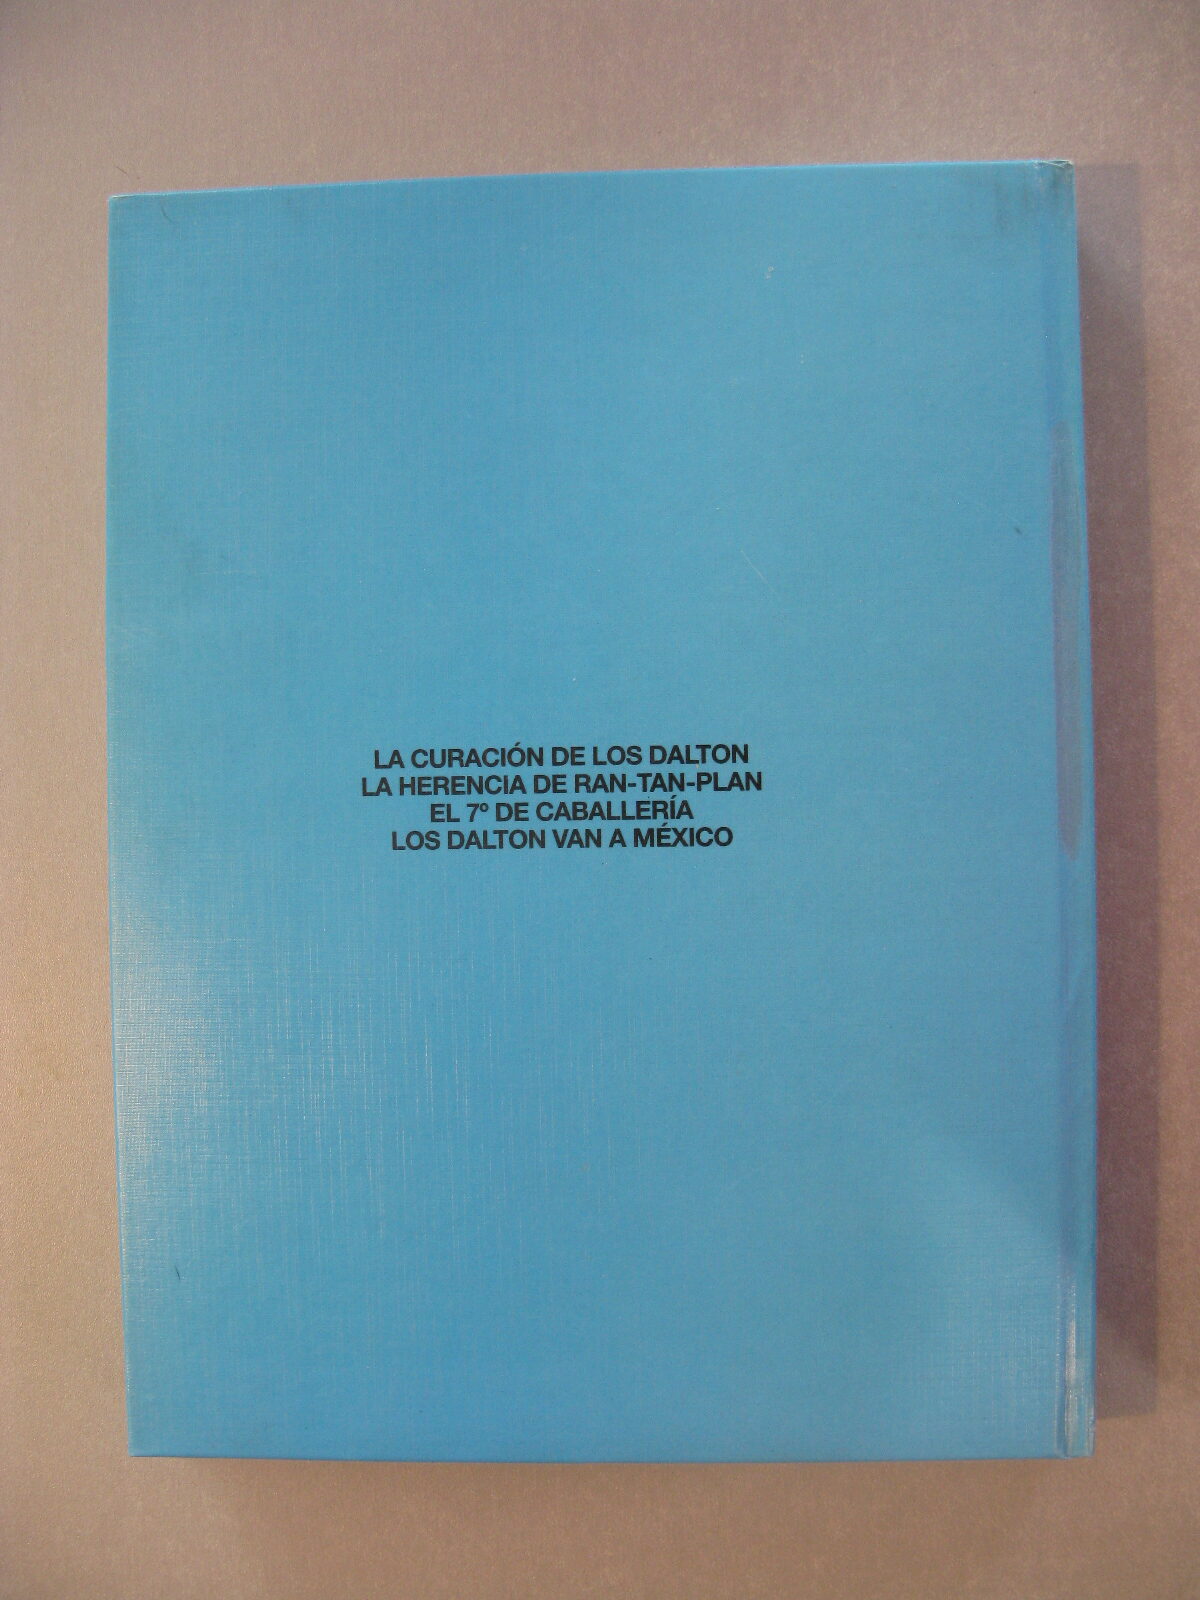 LA CURACIÓN DE LOS DALTON
LA HERENCIA DE RAN-TAN-PLAN
EL 7º DE CABALLERÍA
LOS DALTON VAN A MÉXICO